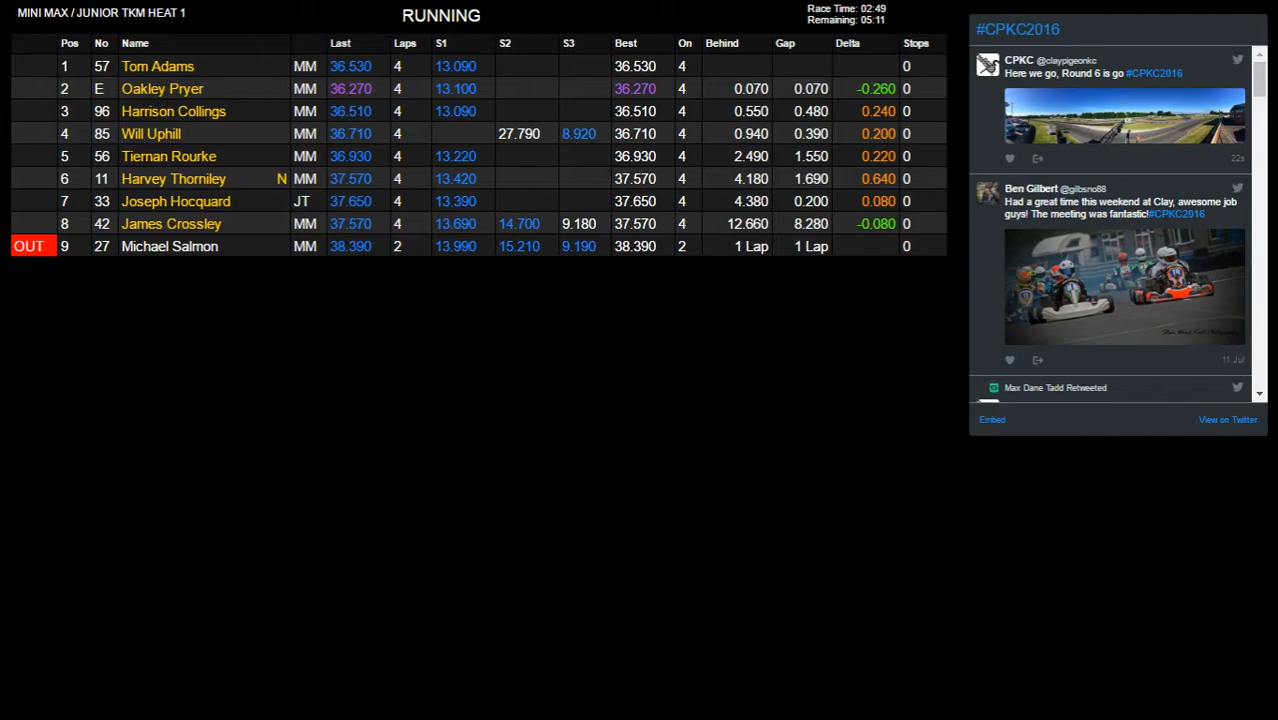 MINI MAX / JUNIOR TKM HEAT 1
RUNNING
Race Time: 02:49
Remaining: 05:11
Pos No Name Last Laps S1 S2 S3 Best On Behind Gap Delta Stops
1 57 Tom Adams MM 36.530 4 13.090 36.530 4 0
2 E Oakley Pryer MM 36.270 4 13.100 36.270 4 0.070 0.070 -0.260 0
3 96 Harrison Collings MM 36.510 4 13.090 36.510 4 0.550 0.480 0.240 0
4 85 Will Uphill MM 36.710 4 27.790 8.920 36.710 4 0.940 0.390 0.200 0
5 56 Tiernan Rourke MM 36.930 4 13.220 36.930 4 2.490 1.550 0.220 0
6 11 Harvey Thorniley N MM 37.570 4 13.420 37.570 4 4.180 1.690 0.640 0
7 33 Joseph Hocquard JT 37.650 4 13.390 37.650 4 4.380 0.200 0.080 0
8 42 James Crossley MM 37.570 4 13.690 14.700 9.180 37.570 4 12.660 8.280 -0.080 0
OUT 9 27 Michael Salmon MM 38.390 2 13.990 15.210 9.190 38.390 2 1 Lap 1 Lap 0
#CPKC2016
CPKC @claypigeonkc
Here we go, Round 6 is go #CPKC2016
22s
Ben Gilbert @gilbsno88
Had a great time this weekend at Clay, awesome job
guys! The meeting was fantastic!#CPKC2016
11 Jul
Max Dane Tadd Retweeted
Embed
View on Twitter